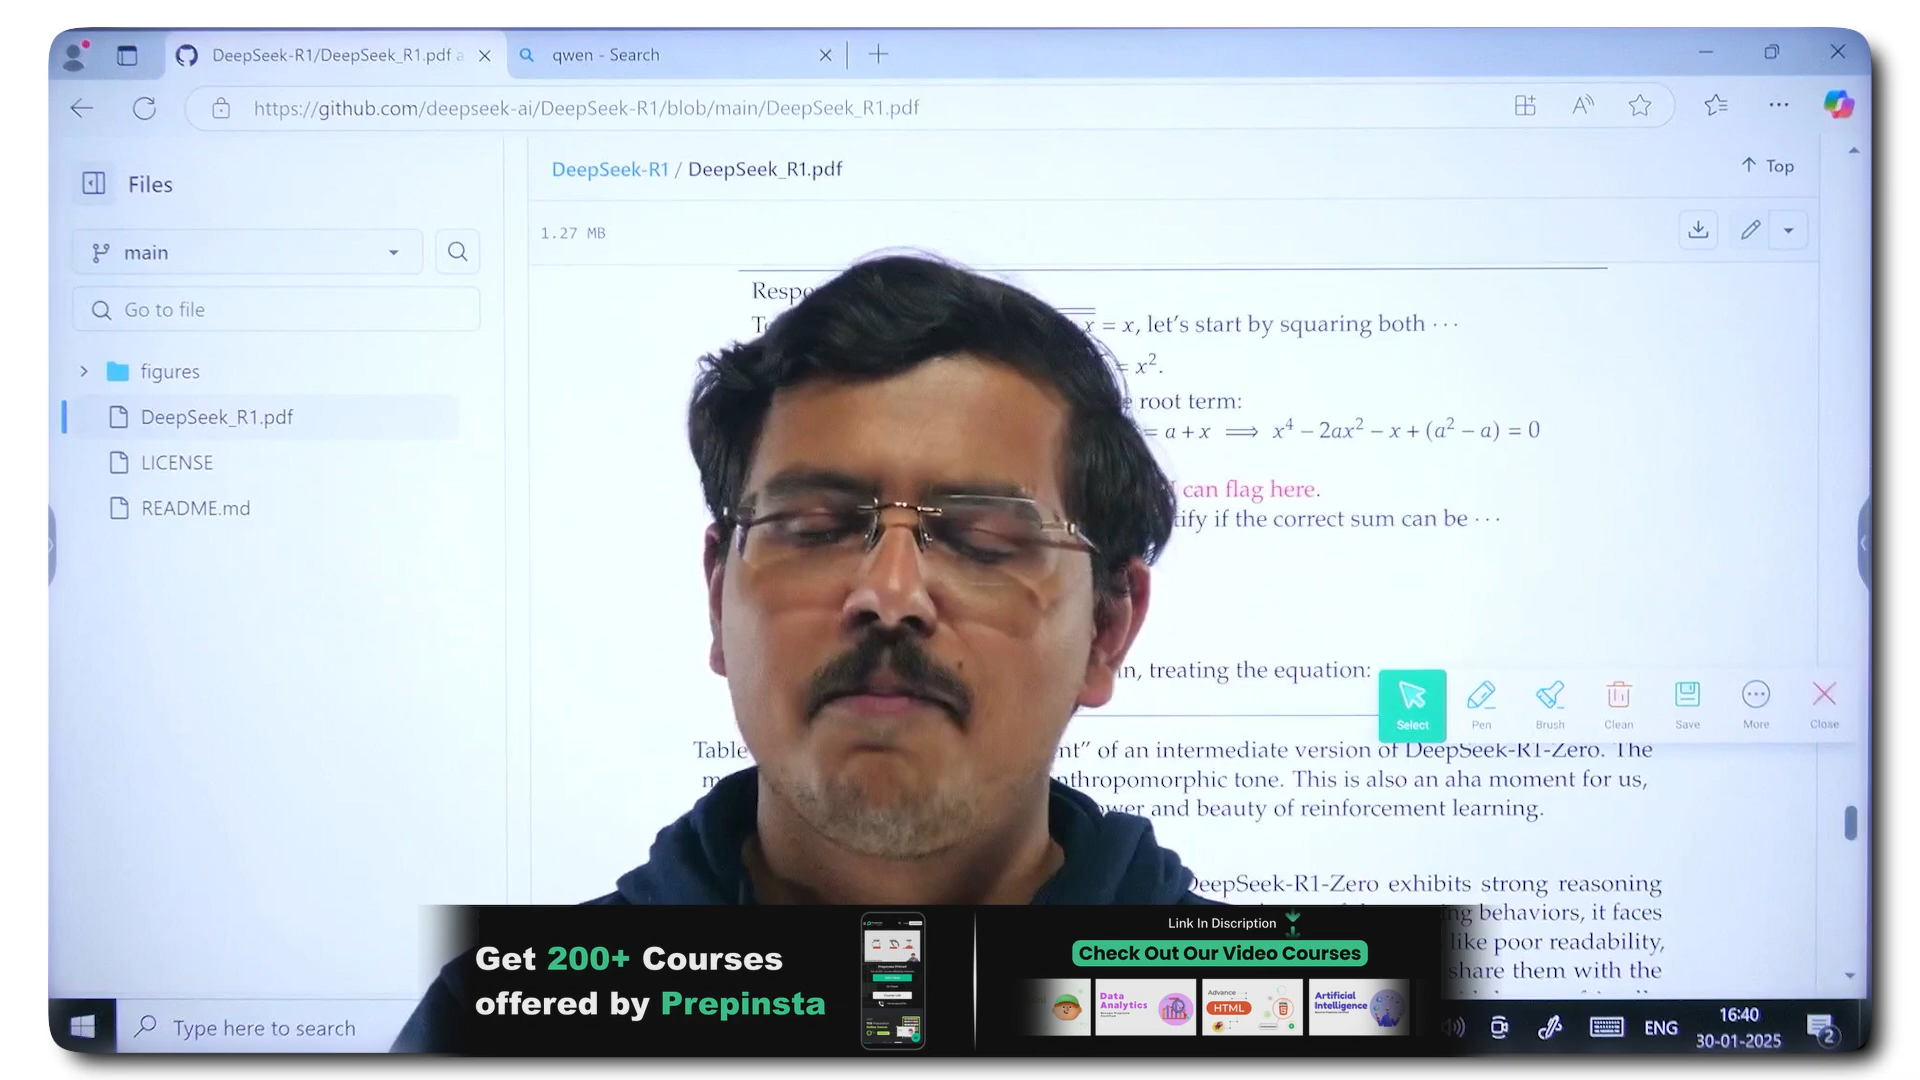 DeepSeek-R1/DeepSeek_R1.pdf a
qwen - Search
https://github.com/deepseek-ai/DeepSeek-R1/blob/main/DeepSeek_R1.pdf
Files
main
Go to file
figures
DeepSeek_R1.pdf
LICENSE
README.md
DeepSeek-R1 / DeepSeek_R1.pdf
Top
1.27 MB
Respo
x = x, let's start by squaring both ···
= x².
root term:
= a + x ⟹ x⁴ − 2ax² − x + (a² − a) = 0
can flag here.
tify if the correct sum can be ···
in, treating the equation:
Select Pen Brush Clean Save More Close
Table nt" of an intermediate version of DeepSeek-R1-Zero. The
m nthropomorphic tone. This is also an aha moment for us,
ower and beauty of reinforcement learning.
DeepSeek-R1-Zero exhibits strong reasoning
ng behaviors, it faces
like poor readability,
share them with the
Get 200+ Courses
offered by Prepinsta
Link In Discription
Check Out Our Video Courses
Data
Analytics
Advance
HTML
Artificial
Intelligence
Type here to search
ENG
16:40
30-01-2025
2